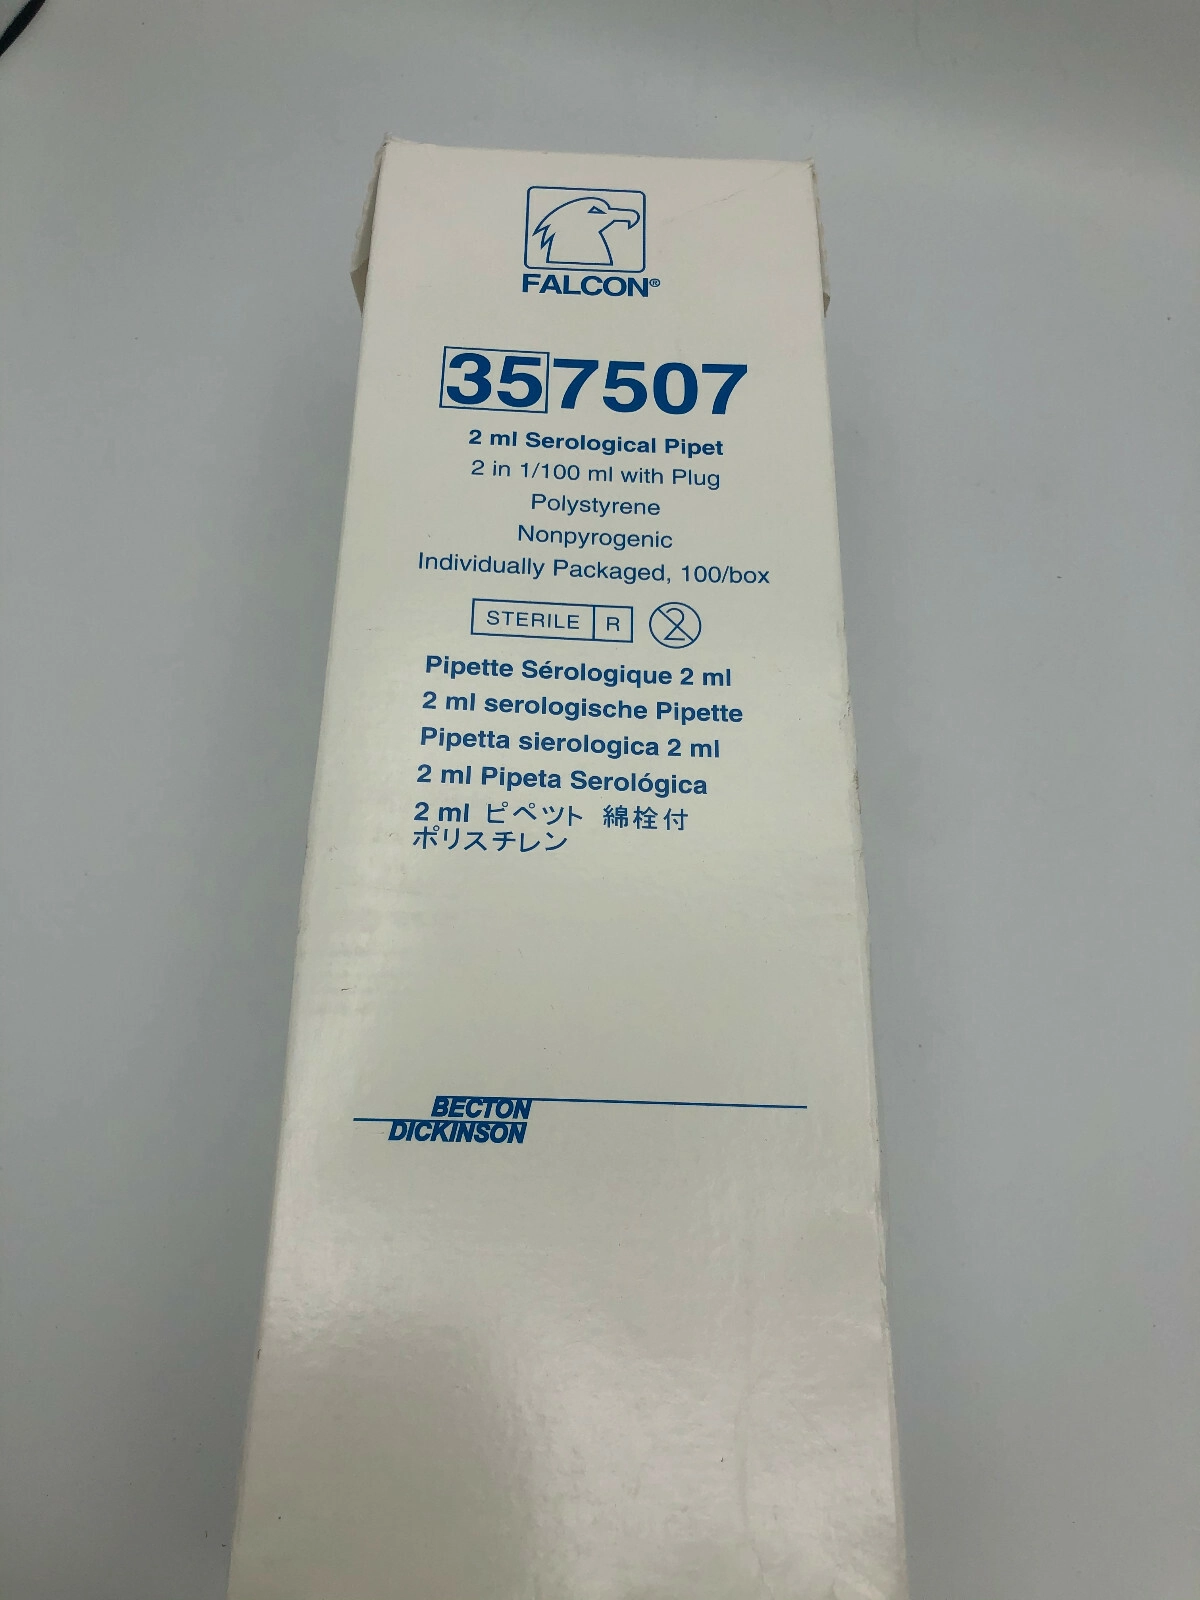 FALCON®
357507
2 ml Serological Pipet
2 in 1/100 ml with Plug
Polystyrene
Nonpyrogenic
Individually Packaged, 100/box
STERILE R 2
Pipette Sérologique 2 ml
2 ml serologische Pipette
Pipetta sierologica 2 ml
2 ml Pipeta Serológica
2 ml ピペット 綿栓付
ポリスチレン
BECTON
DICKINSON